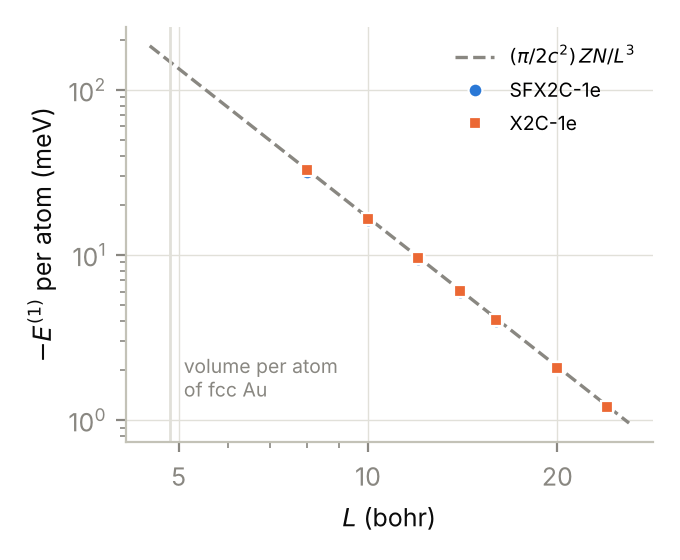 (π/2c²) ZN/L³
SFX2C-1e
X2C-1e
10²
10¹
10⁰
−E⁽¹⁾ per atom (meV)
volume per atom
of fcc Au
5 10 20
L (bohr)